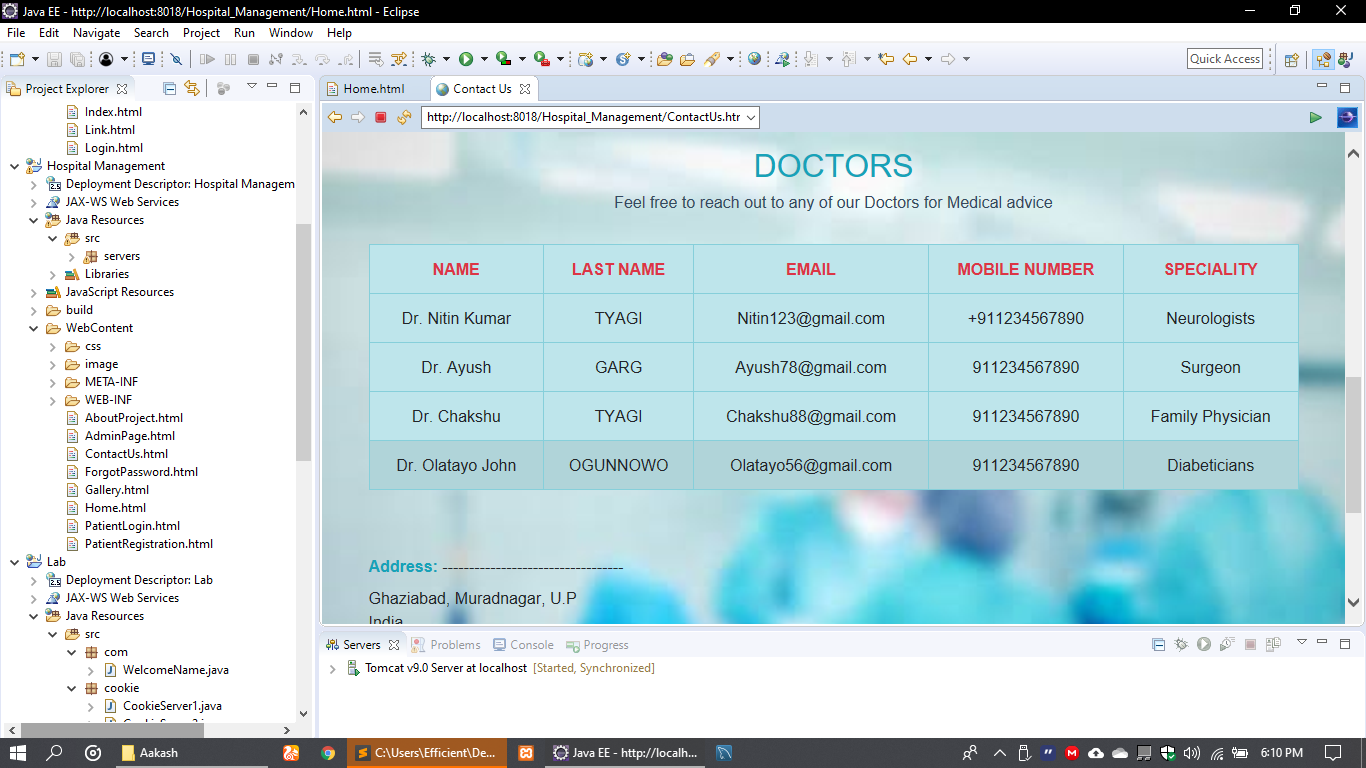 Java EE - http://localhost:8018/Hospital_Management/Home.html - Eclipse
File Edit Navigate Search Project Run Window Help
Quick Access
Project Explorer
Index.html
Link.html
Login.html
Hospital Management
Deployment Descriptor: Hospital Managem
JAX-WS Web Services
Java Resources
src
servers
Libraries
JavaScript Resources
build
WebContent
css
image
META-INF
WEB-INF
AboutProject.html
AdminPage.html
ContactUs.html
ForgotPassword.html
Gallery.html
Home.html
PatientLogin.html
PatientRegistration.html
Lab
Deployment Descriptor: Lab
JAX-WS Web Services
Java Resources
src
com
WelcomeName.java
cookie
CookieServer1.java
Home.html Contact Us
http://localhost:8018/Hospital_Management/ContactUs.htr
DOCTORS
Feel free to reach out to any of our Doctors for Medical advice
NAME LAST NAME EMAIL MOBILE NUMBER SPECIALITY
Dr. Nitin Kumar TYAGI Nitin123@gmail.com +911234567890 Neurologists
Dr. Ayush GARG Ayush78@gmail.com 911234567890 Surgeon
Dr. Chakshu TYAGI Chakshu88@gmail.com 911234567890 Family Physician
Dr. Olatayo John OGUNNOWO Olatayo56@gmail.com 911234567890 Diabeticians
Address: ----------------------------------
Ghaziabad, Muradnagar, U.P
India
Servers Problems Console Progress
Tomcat v9.0 Server at localhost [Started, Synchronized]
Aakash C:\Users\Efficient\De... Java EE - http://localh... 6:10 PM